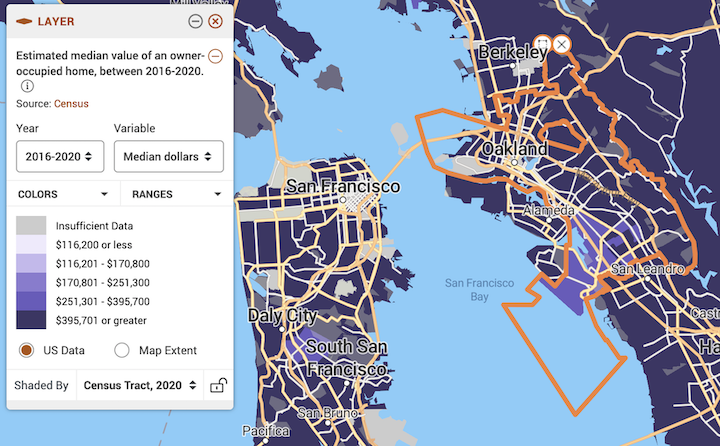 LAYER
Estimated median value of an owner-
occupied home, between 2016-2020.
Source: Census
Year
Variable
2016-2020
Median dollars
COLORS
RANGES
Insufficient Data
$116,200 or less
$116,201 - $170,800
$170,801 - $251,300
$251,301 - $395,700
$395,701 or greater
US Data
Map Extent
Shaded By
Census Tract, 2020
Berkeley
Oakland
San Francisco
Alameda
San Leandro
San Francisco
Bay
Daly City
South San
Francisco
San Bruno
Pacifica
Castr
Ha